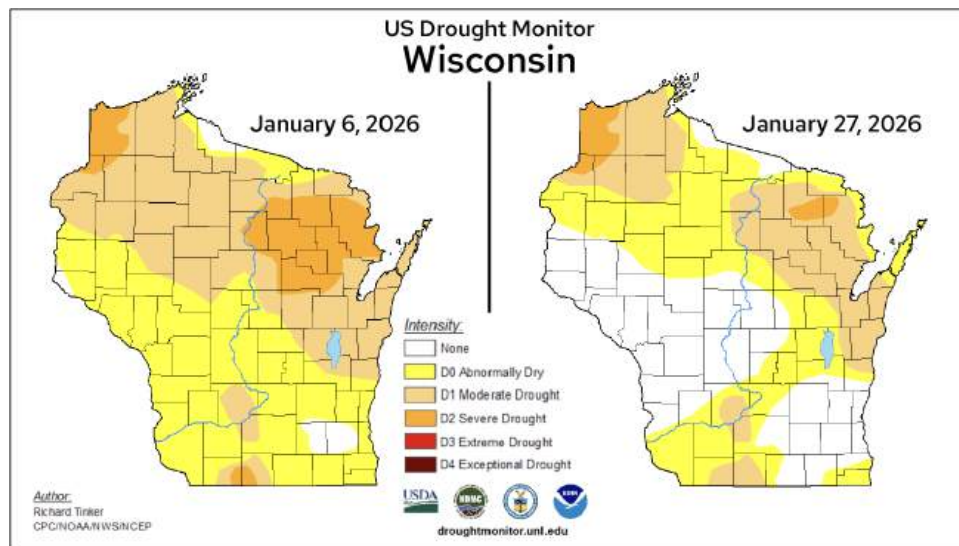 US Drought Monitor
Wisconsin
January 6, 2026
January 27, 2026
Intensity:
None
D0 Abnormally Dry
D1 Moderate Drought
D2 Severe Drought
D3 Extreme Drought
D4 Exceptional Drought
Author:
Richard Tinker
CPC/NOAA/NWS/NCEP
USDA
NDMC
droughtmonitor.unl.edu